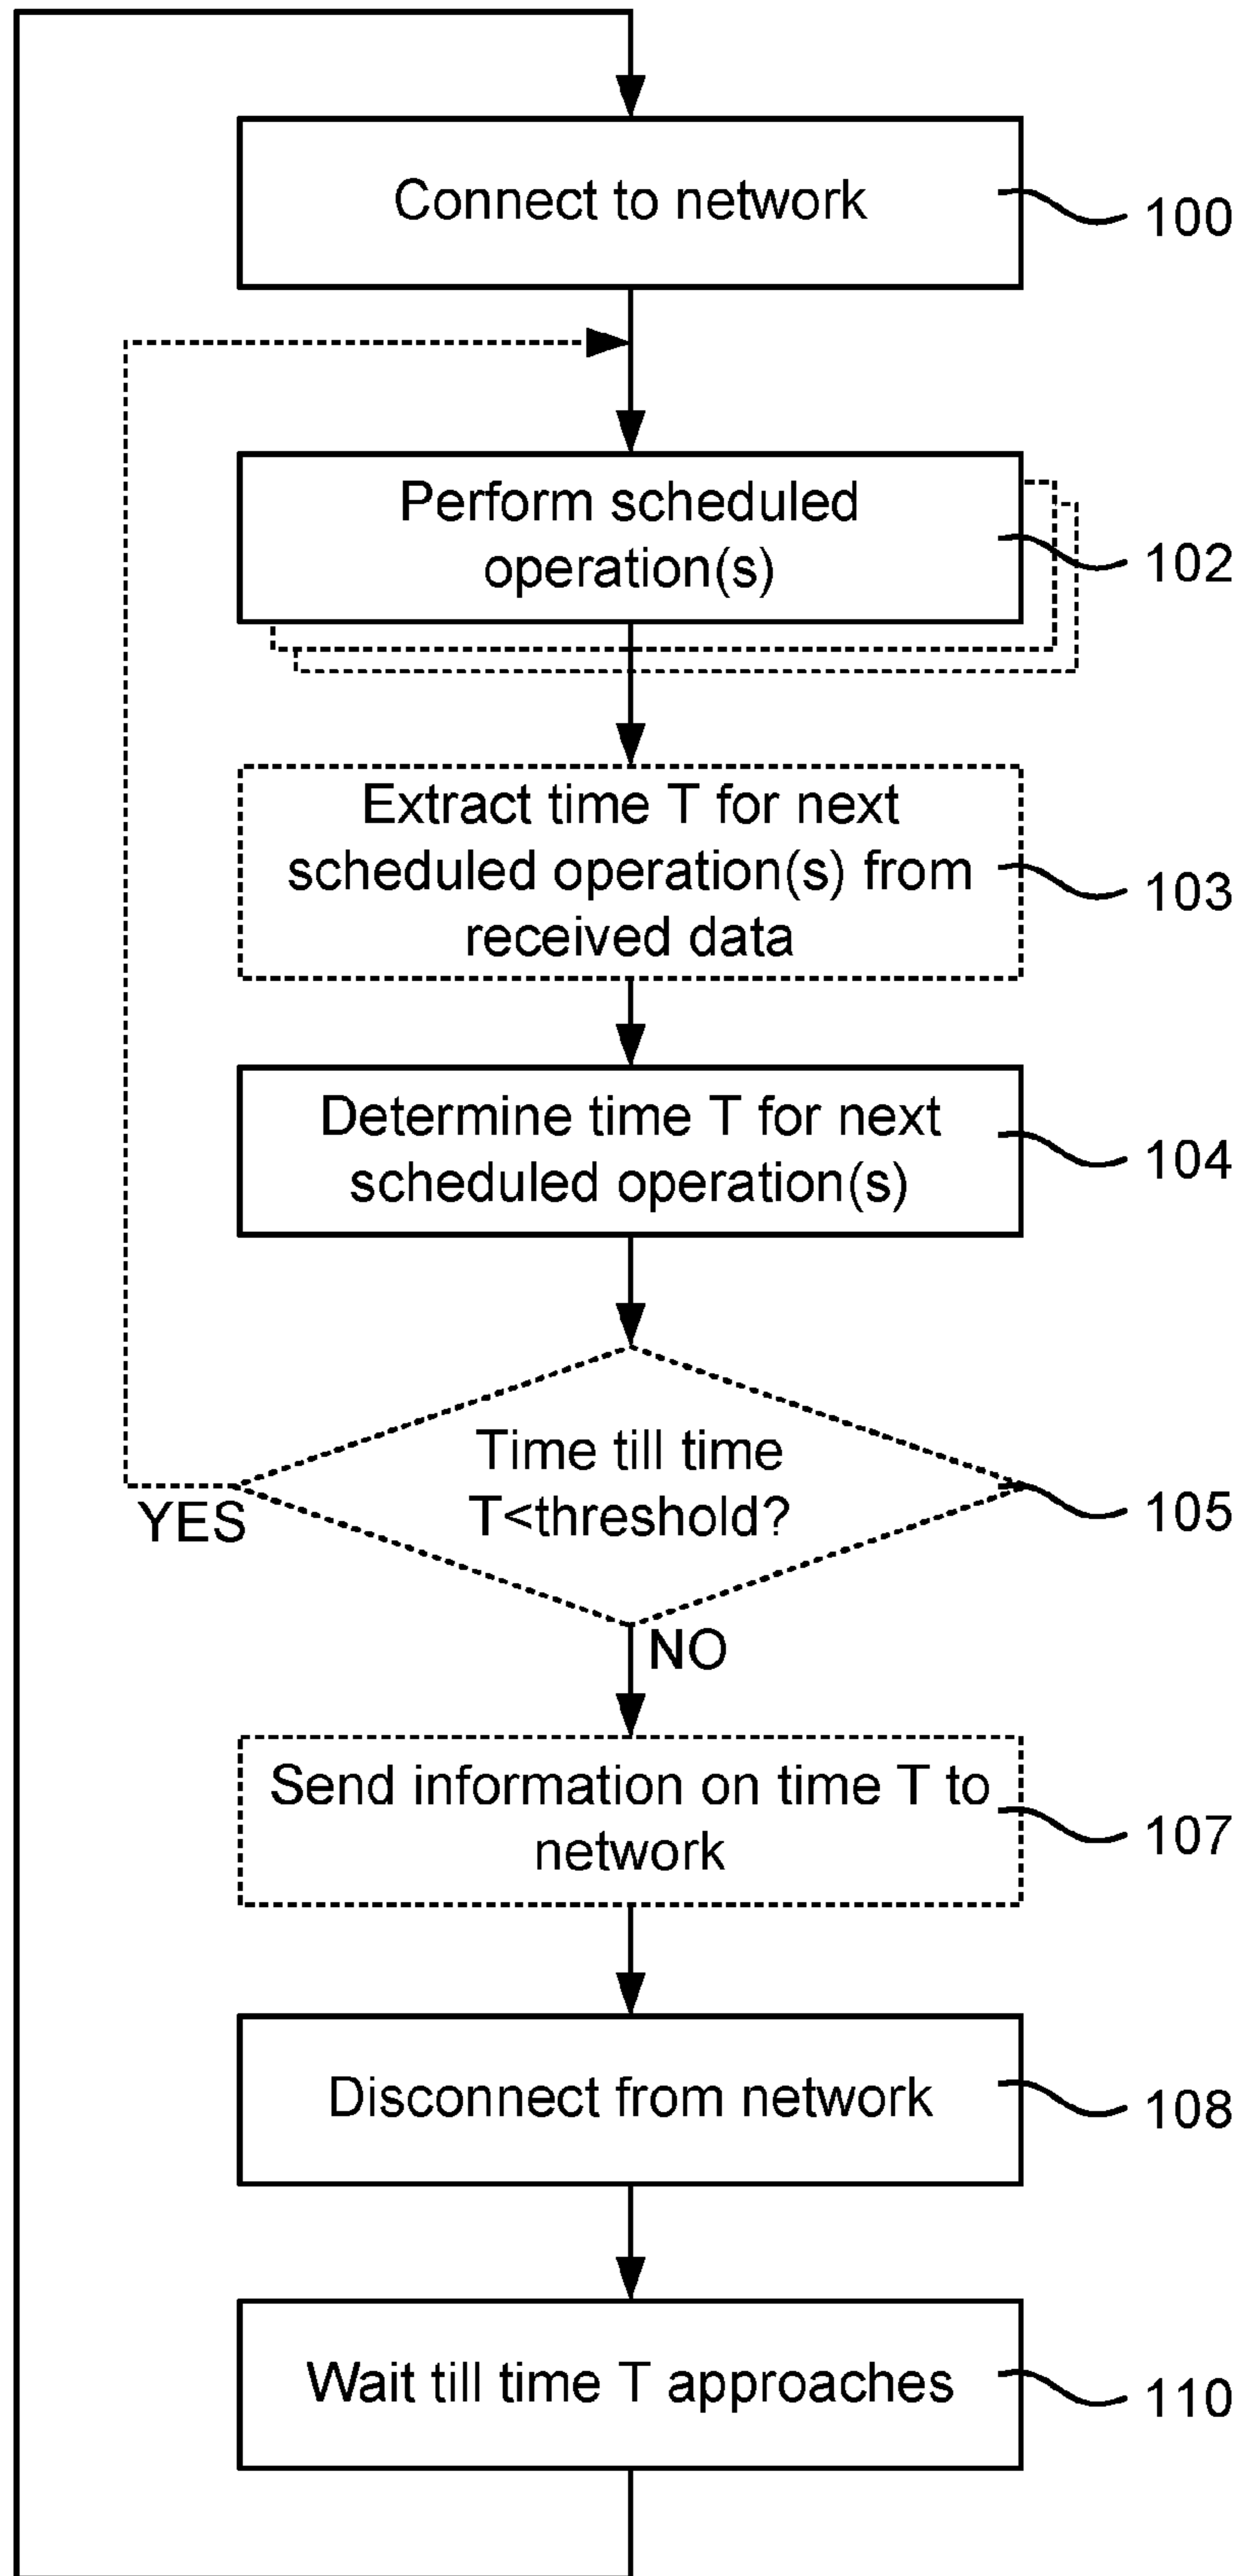 Connect to network
100
Perform scheduled
operation(s)
102
Extract time T for next
scheduled operation(s) from
received data
103
Determine time T for next
scheduled operation(s)
104
Time till time
T<threshold?
105
YES
NO
Send information on time T to
network
107
Disconnect from network
108
Wait till time T approaches
110